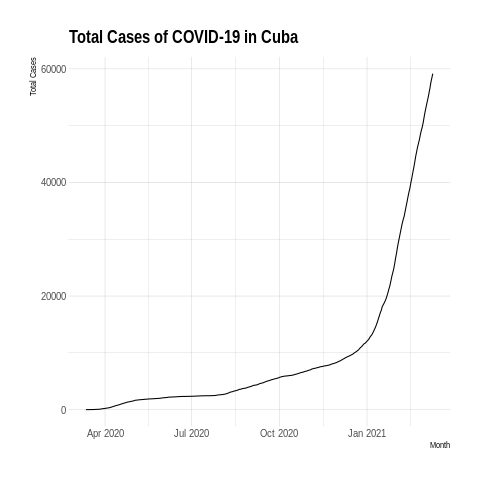 Total Cases of COVID-19 in Cuba
Total Cases
60000
40000
20000
0
Apr 2020 Jul 2020 Oct 2020 Jan 2021
Month